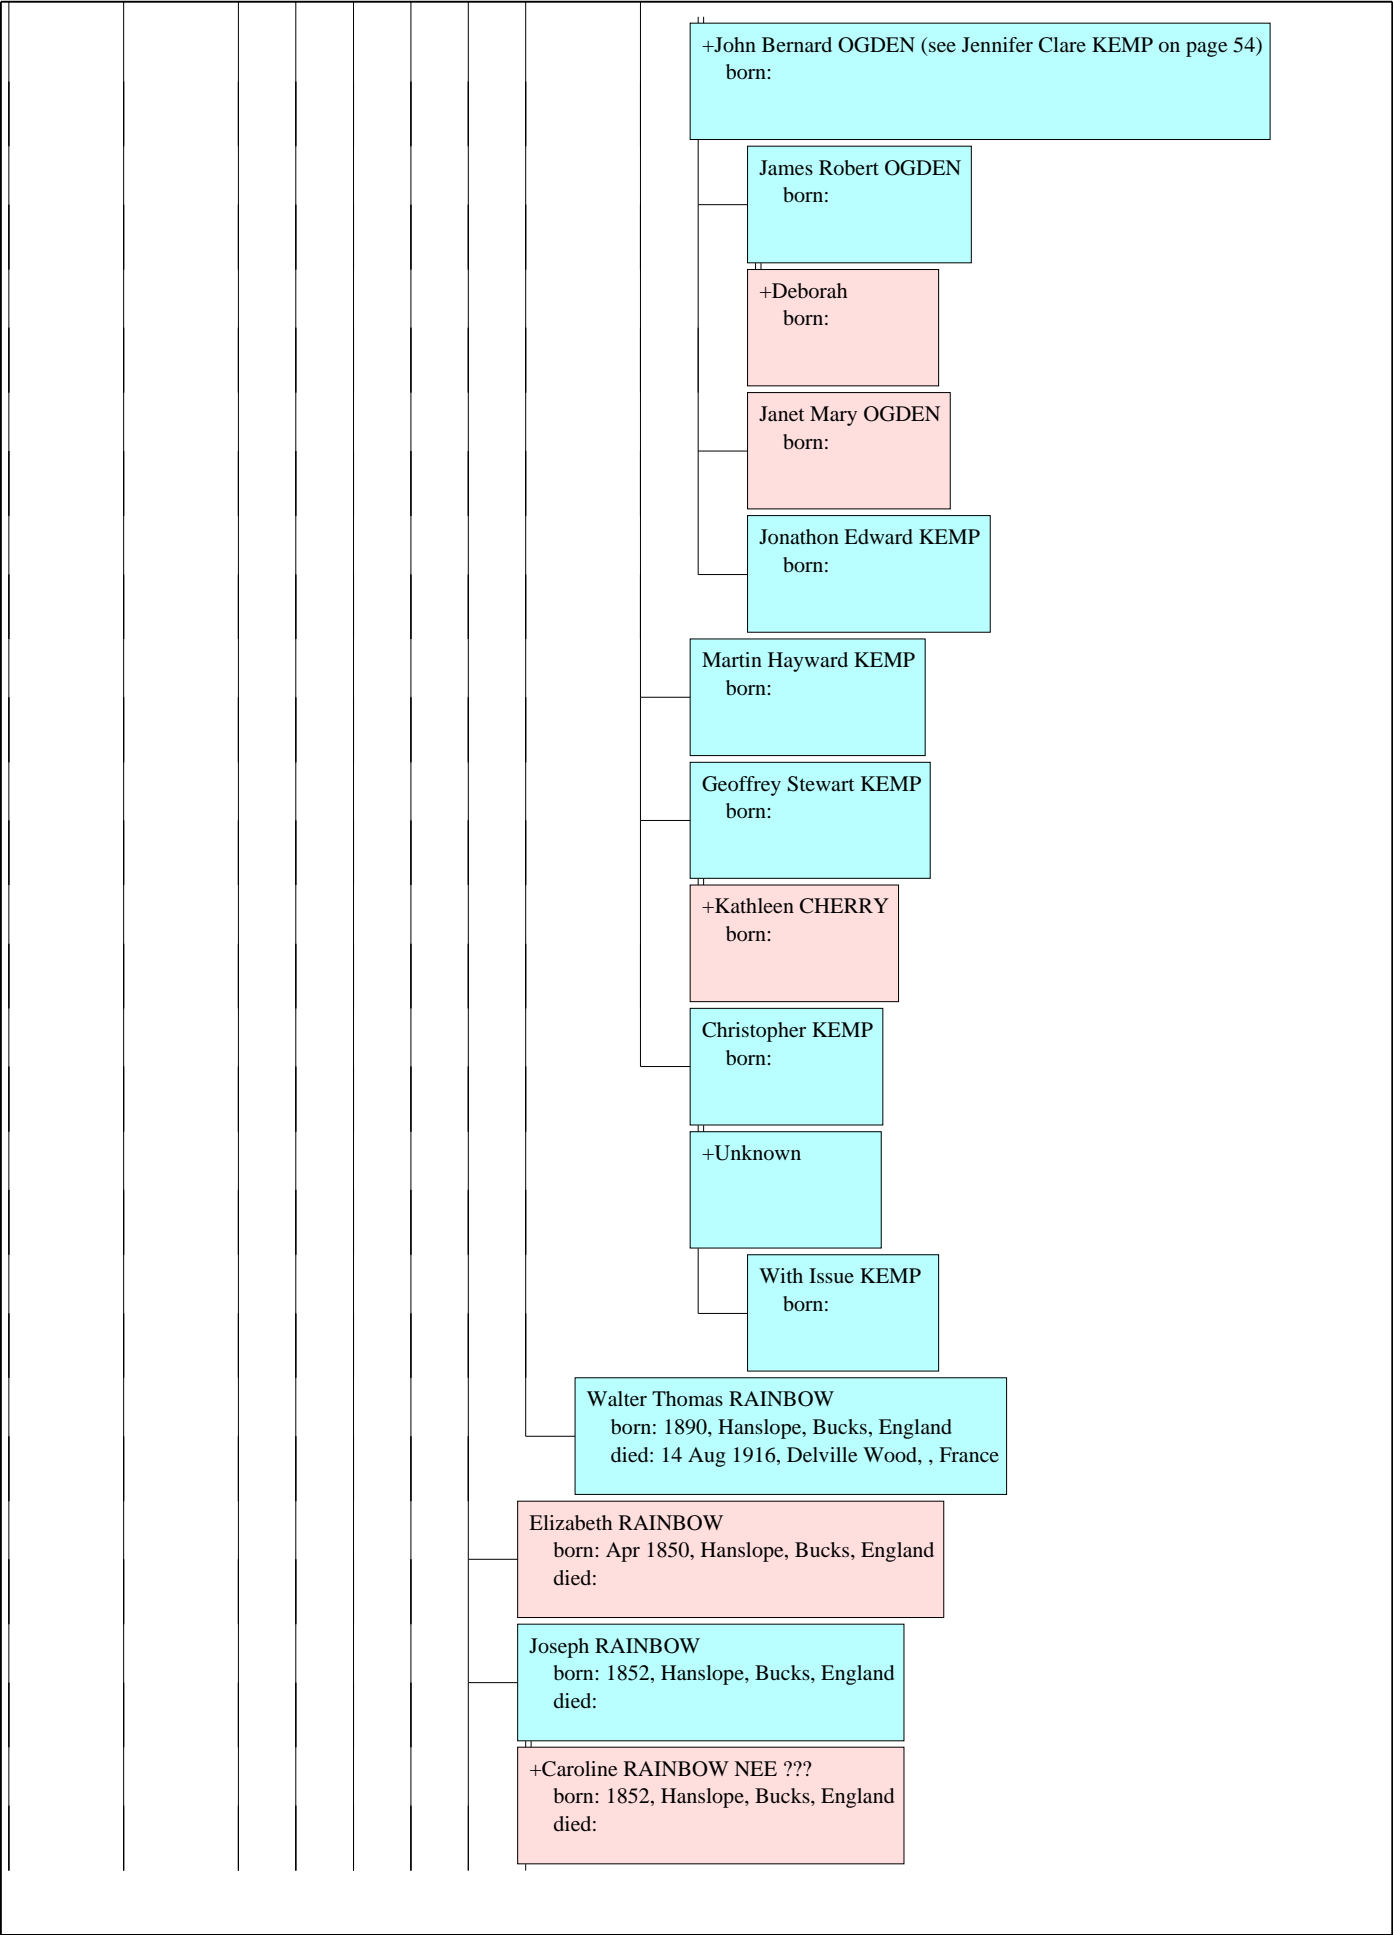 +John Bernard OGDEN (see Jennifer Clare KEMP on page 54)
born:
James Robert OGDEN
born:
+Deborah
born:
Janet Mary OGDEN
born:
Jonathon Edward KEMP
born:
Martin Hayward KEMP
born:
Geoffrey Stewart KEMP
born:
+Kathleen CHERRY
born:
Christopher KEMP
born:
+Unknown
With Issue KEMP
born:
Walter Thomas RAINBOW
born: 1890, Hanslope, Bucks, England
died: 14 Aug 1916, Delville Wood, , France
Elizabeth RAINBOW
born: Apr 1850, Hanslope, Bucks, England
died:
Joseph RAINBOW
born: 1852, Hanslope, Bucks, England
died:
+Caroline RAINBOW NEE ???
born: 1852, Hanslope, Bucks, England
died: